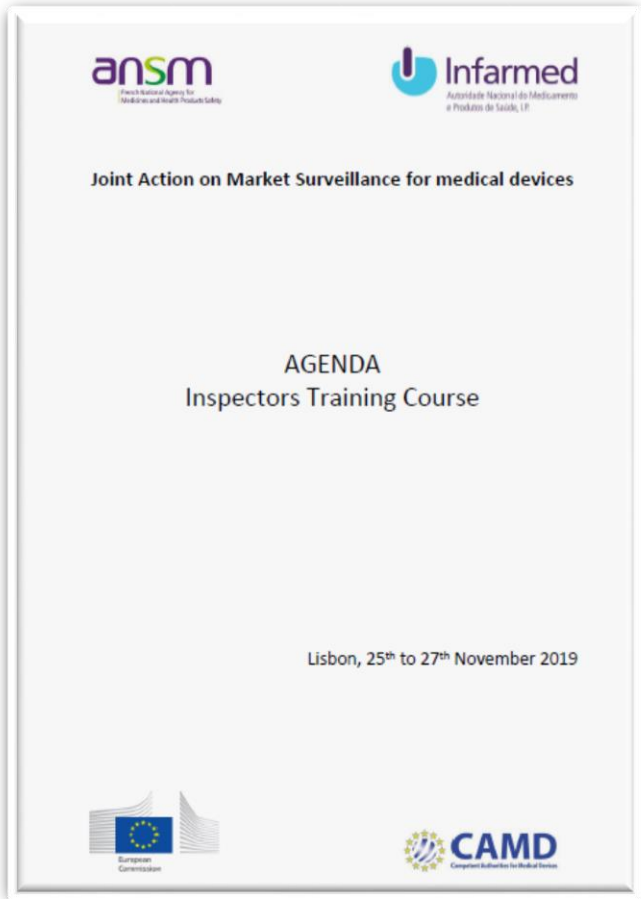 ansm
French National Agency for
Medicines and Health Products Safety
Infarmed
Autoridade Nacional do Medicamento
e Produtos de Saúde, I.P.
Joint Action on Market Surveillance for medical devices
AGENDA
Inspectors Training Course
Lisbon, 25th to 27th November 2019
European
Commission
CAMD
Competent Authorities for Medical Devices